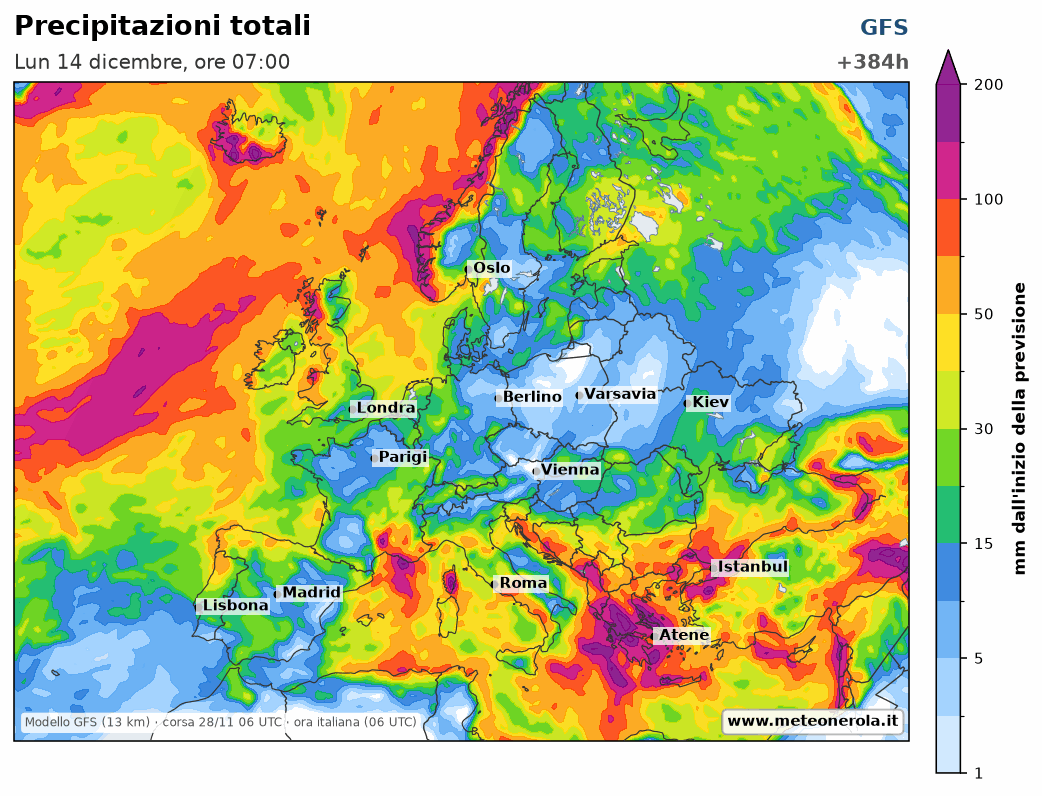 Precipitazioni totali
GFS
Lun 14 dicembre, ore 07:00
+384h
200
100
50
30
15
5
1
mm dall'inizio della previsione
Oslo
Berlino
Varsavia
Kiev
Londra
Parigi
Vienna
Istanbul
Roma
Madrid
Lisbona
Atene
Modello GFS (13 km) · corsa 28/11 06 UTC · ora italiana (06 UTC)
www.meteonerola.it